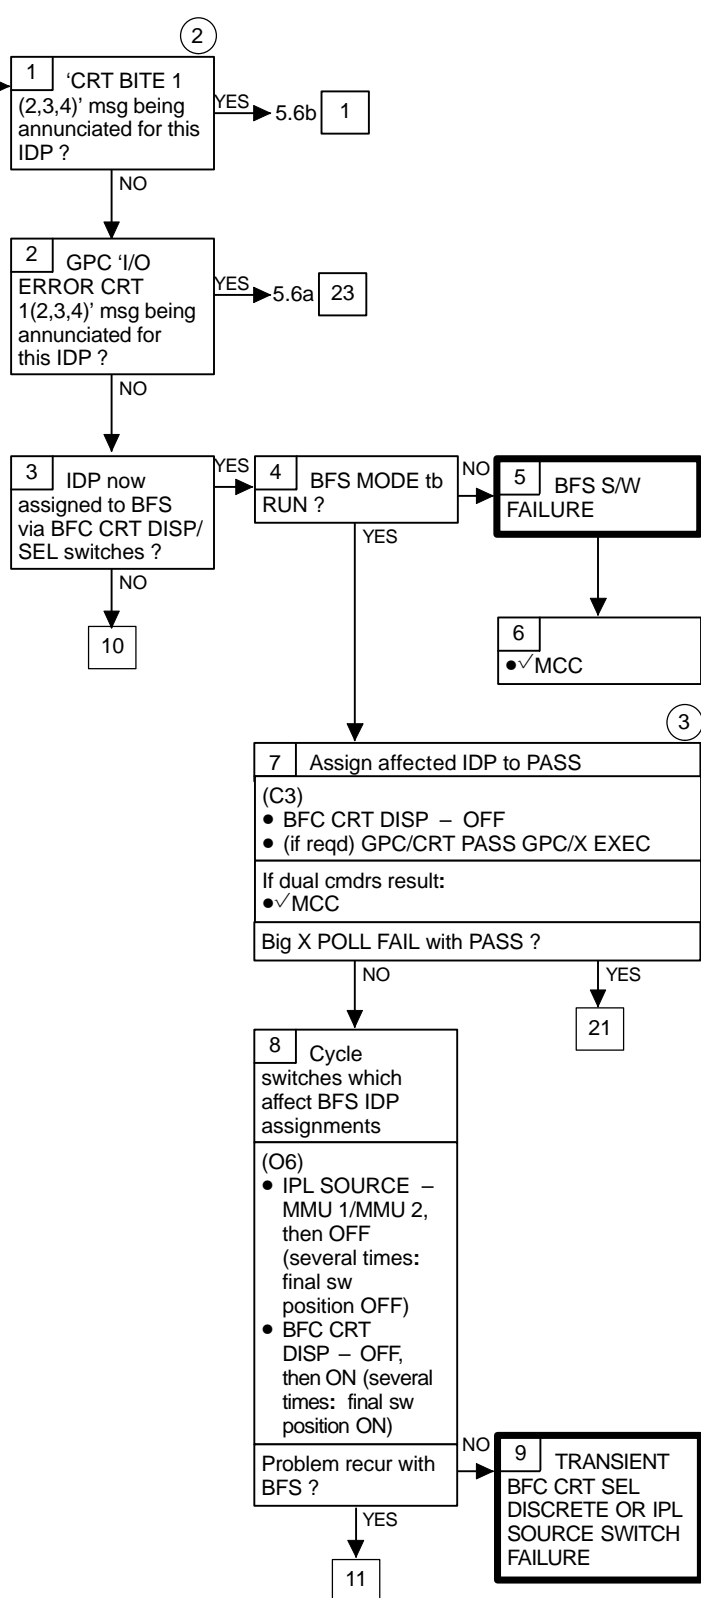 2
1 'CRT BITE 1
(2,3,4)' msg being
annunciated for this
IDP ?
YES
5.6b 1
NO
2 GPC 'I/O
ERROR CRT
1(2,3,4)' msg being
annunciated for
this IDP ?
YES
5.6a 23
NO
3 IDP now
assigned to BFS
via BFC CRT DISP/
SEL switches ?
YES
NO
10
4 BFS MODE tb
RUN ?
NO
YES
5 BFS S/W
FAILURE
6
●√MCC
3
7 Assign affected IDP to PASS
(C3)
● BFC CRT DISP – OFF
● (if reqd) GPC/CRT PASS GPC/X EXEC
If dual cmdrs result:
●√MCC
Big X POLL FAIL with PASS ?
NO
YES
21
8 Cycle
switches which
affect BFS IDP
assignments
(O6)
● IPL SOURCE –
MMU 1/MMU 2,
then OFF
(several times:
final sw
position OFF)
● BFC CRT
DISP – OFF,
then ON (several
times: final sw
position ON)
Problem recur with
BFS ?
NO
YES
11
9 TRANSIENT
BFC CRT SEL
DISCRETE OR IPL
SOURCE SWITCH
FAILURE